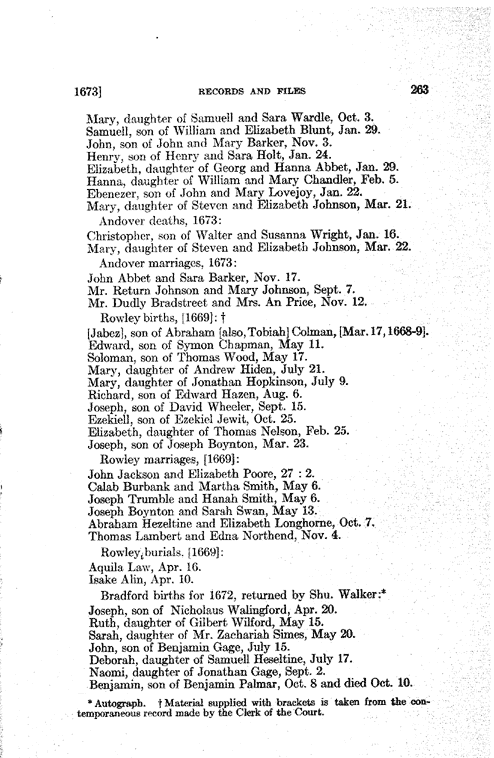 1673] RECORDS AND FILES 263
Mary, daughter of Samuell and Sara Wardle, Oct. 3.
Samuell, son of William and Elizabeth Blunt, Jan. 29.
John, son of John and Mary Barker, Nov. 3.
Henry, son of Henry and Sara Holt, Jan. 24.
Elizabeth, daughter of Georg and Hanna Abbet, Jan. 29.
Hanna, daughter of William and Mary Chandler, Feb. 5.
Ebenezer, son of John and Mary Lovejoy, Jan. 22.
Mary, daughter of Steven and Elizabeth Johnson, Mar. 21.
Andover deaths, 1673:
Christopher, son of Walter and Susanna Wright, Jan. 16.
Mary, daughter of Steven and Elizabeth Johnson, Mar. 22.
Andover marriages, 1673:
John Abbet and Sara Barker, Nov. 17.
Mr. Return Johnson and Mary Johnson, Sept. 7.
Mr. Dudly Bradstreet and Mrs. An Price, Nov. 12.
Rowley births, [1669]: †
[Jabez], son of Abraham [also, Tobiah] Colman, [Mar. 17, 1668-9].
Edward, son of Symon Chapman, May 11.
Soloman, son of Thomas Wood, May 17.
Mary, daughter of Andrew Hiden, July 21.
Mary, daughter of Jonathan Hopkinson, July 9.
Richard, son of Edward Hazen, Aug. 6.
Joseph, son of David Wheeler, Sept. 15.
Ezekiell, son of Ezekiel Jewit, Oct. 25.
Elizabeth, daughter of Thomas Nelson, Feb. 25.
Joseph, son of Joseph Boynton, Mar. 23.
Rowley marriages, [1669]:
John Jackson and Elizabeth Poore, 27 : 2.
Calab Burbank and Martha Smith, May 6.
Joseph Trumble and Hanah Smith, May 6.
Joseph Boynton and Sarah Swan, May 13.
Abraham Hezeltine and Elizabeth Longhorne, Oct. 7.
Thomas Lambert and Edna Northend, Nov. 4.
Rowley burials. [1669]:
Aquila Law, Apr. 16.
Isake Alin, Apr. 10.
Bradford births for 1672, returned by Shu. Walker:*
Joseph, son of Nicholaus Walingford, Apr. 20.
Ruth, daughter of Gilbert Wilford, May 15.
Sarah, daughter of Mr. Zachariah Simes, May 20.
John, son of Benjamin Gage, July 15.
Deborah, daughter of Samuell Heseltine, July 17.
Naomi, daughter of Jonathan Gage, Sept. 2.
Benjamin, son of Benjamin Palmar, Oct. 8 and died Oct. 10.
* Autograph. † Material supplied with brackets is taken from the con-
temporaneous record made by the Clerk of the Court.